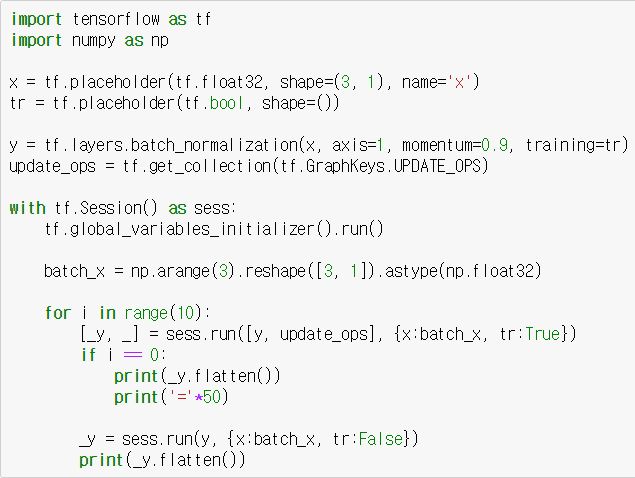 import tensorflow as tf
import numpy as np
x = tf.placeholder(tf.float32, shape=(3, 1), name='x')
tr = tf.placeholder(tf.bool, shape=())
y = tf.layers.batch_normalization(x, axis=1, momentum=0.9, training=tr)
update_ops = tf.get_collection(tf.GraphKeys.UPDATE_OPS)
with tf.Session() as sess:
    tf.global_variables_initializer().run()
    batch_x = np.arange(3).reshape([3, 1]).astype(np.float32)
    for i in range(10):
        [_y, _] = sess.run([y, update_ops], {x:batch_x, tr:True})
        if i == 0:
            print(_y.flatten())
            print('='*50)
        _y = sess.run(y, {x:batch_x, tr:False})
        print(_y.flatten())